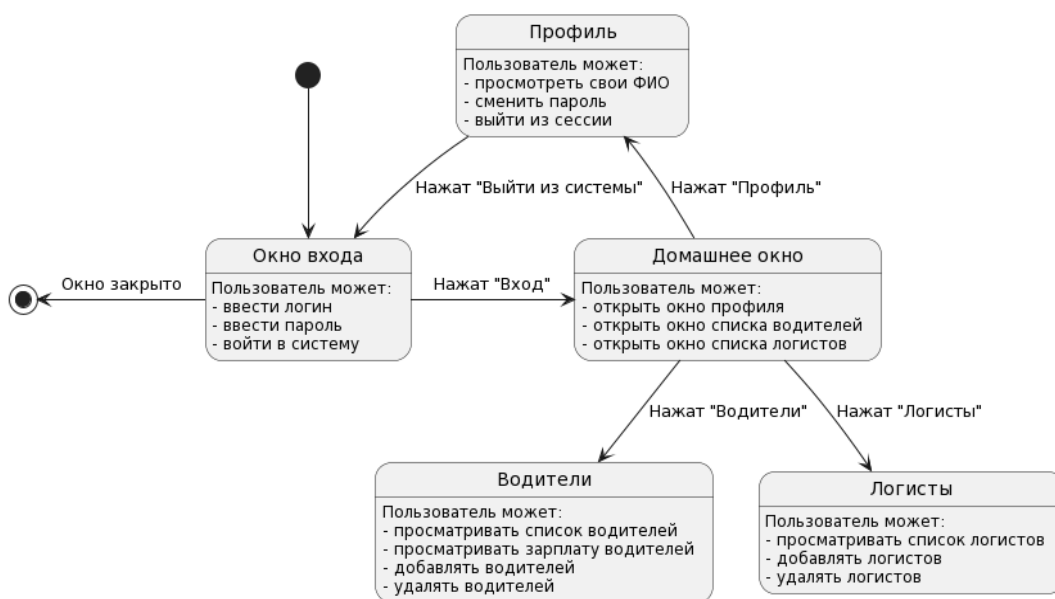 Профиль
Пользователь может:
- просмотреть свои ФИО
- сменить пароль
- выйти из сессии
Нажат "Выйти из системы"
Нажат "Профиль"
Окно закрыто
Окно входа
Пользователь может:
- ввести логин
- ввести пароль
- войти в систему
Нажат "Вход"
Домашнее окно
Пользователь может:
- открыть окно профиля
- открыть окно списка водителей
- открыть окно списка логистов
Нажат "Водители"
Нажат "Логисты"
Водители
Пользователь может:
- просматривать список водителей
- просматривать зарплату водителей
- добавлять водителей
- удалять водителей
Логисты
Пользователь может:
- просматривать список логистов
- добавлять логистов
- удалять логистов